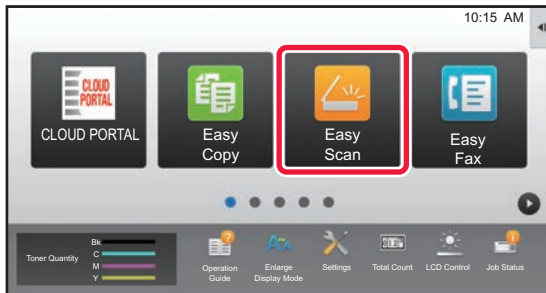 10:15 AM
CLOUD
PORTAL
CLOUD PORTAL
Easy
Copy
Easy
Scan
Easy
Fax
Toner Quantity
Bk
C
M
Y
Operation
Guide
Enlarge
Display Mode
Settings
Total Count
LCD Control
Job Status